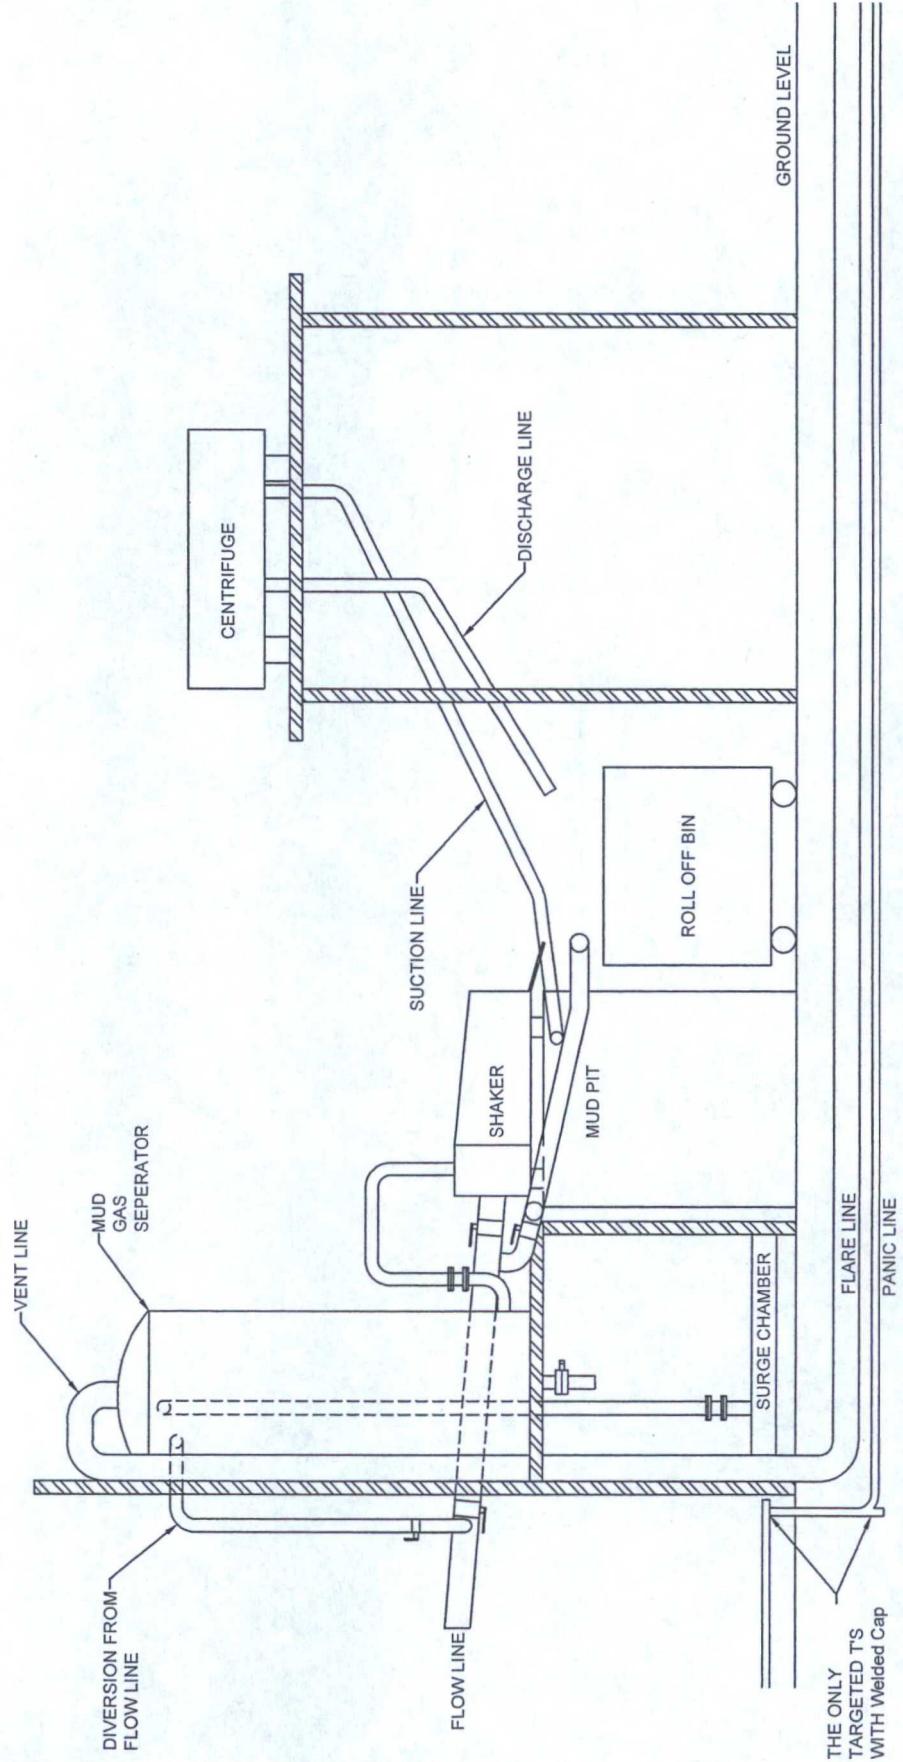 VENT LINE
MUD
GAS
SEPERATOR
DIVERSION FROM
FLOW LINE
FLOW LINE
SHAKER
SUCTION LINE
CENTRIFUGE
DISCHARGE LINE
MUD PIT
ROLL OFF BIN
SURGE CHAMBER
GROUND LEVEL
FLARE LINE
PANIC LINE
THE ONLY
TARGETED T'S
WITH Welded Cap